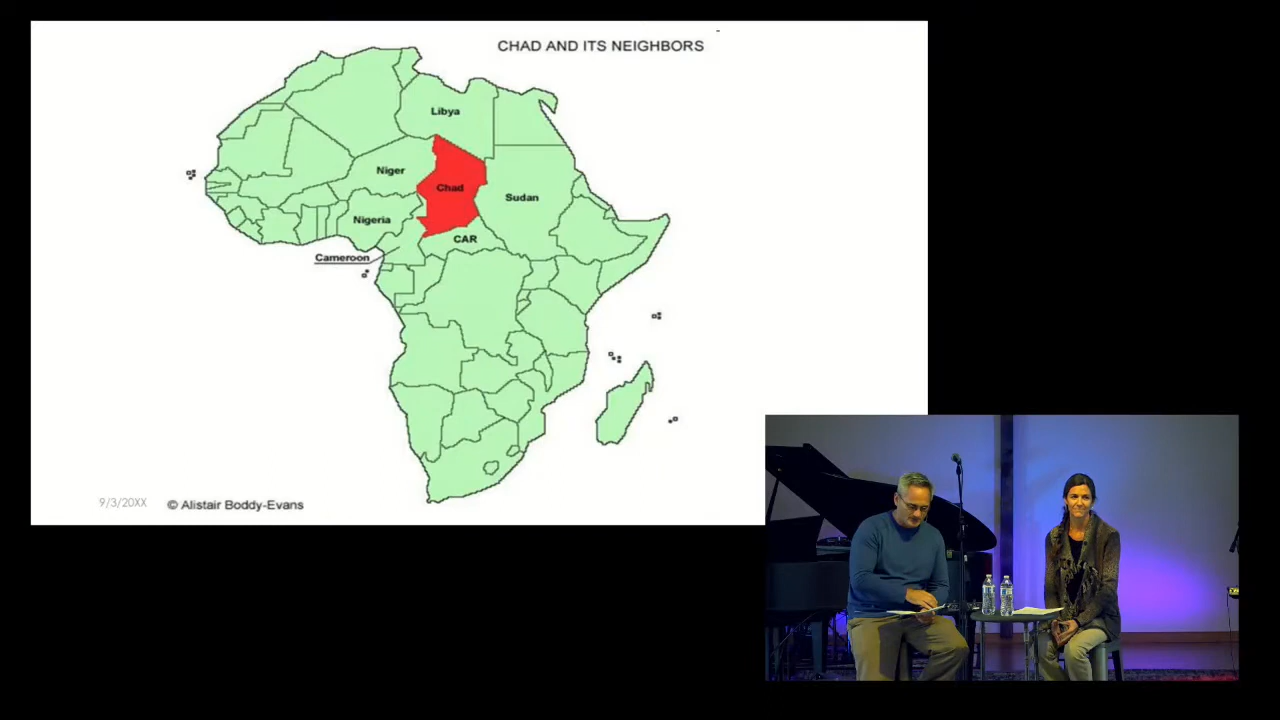 CHAD AND ITS NEIGHBORS
Libya
Niger
Chad
Sudan
Nigeria
CAR
Cameroon
9/3/20XX
© Alistair Boddy-Evans